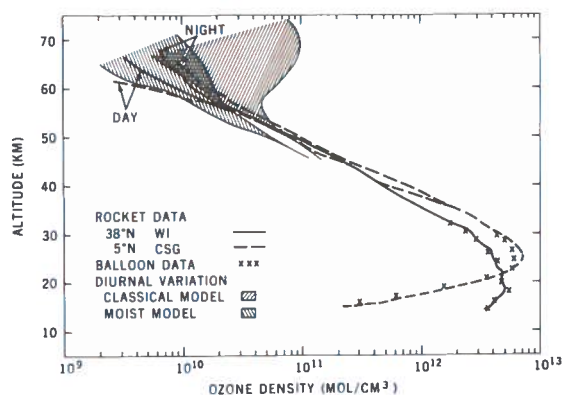 70
60
50
40
30
20
10
ALTITUDE (KM)
NIGHT
DAY
ROCKET DATA
38°N WI
5°N CSG
BALLOON DATA xxx
DIURNAL VARIATION
CLASSICAL MODEL
MOIST MODEL
10⁹ 10¹⁰ 10¹¹ 10¹² 10¹³
OZONE DENSITY (MOL/CM³)